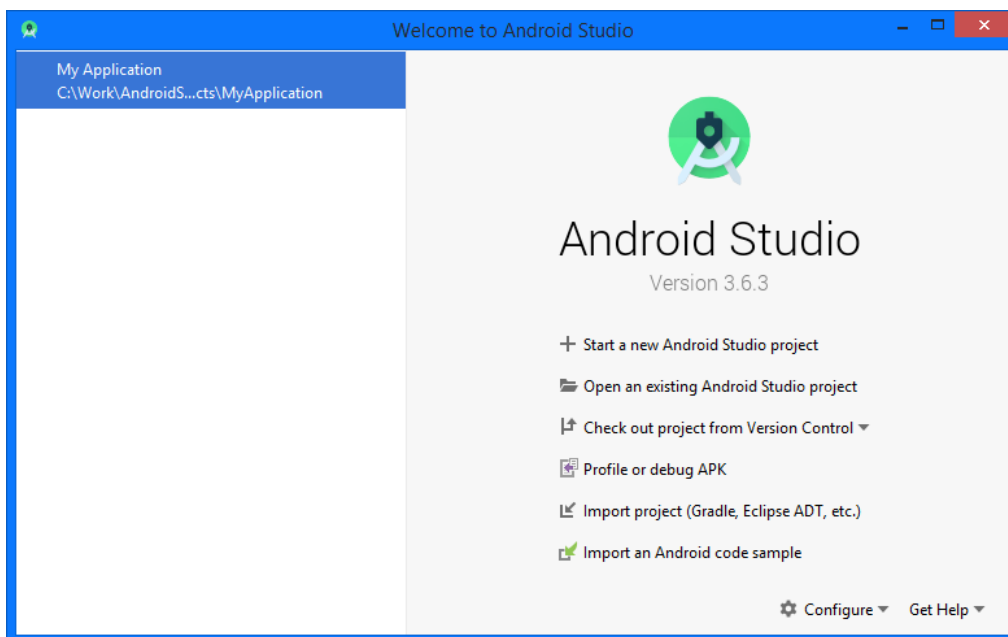 Welcome to Android Studio
My Application
C:\Work\AndroidS...cts\MyApplication
Android Studio
Version 3.6.3
Start a new Android Studio project
Open an existing Android Studio project
Check out project from Version Control
Profile or debug APK
Import project (Gradle, Eclipse ADT, etc.)
Import an Android code sample
Configure Get Help